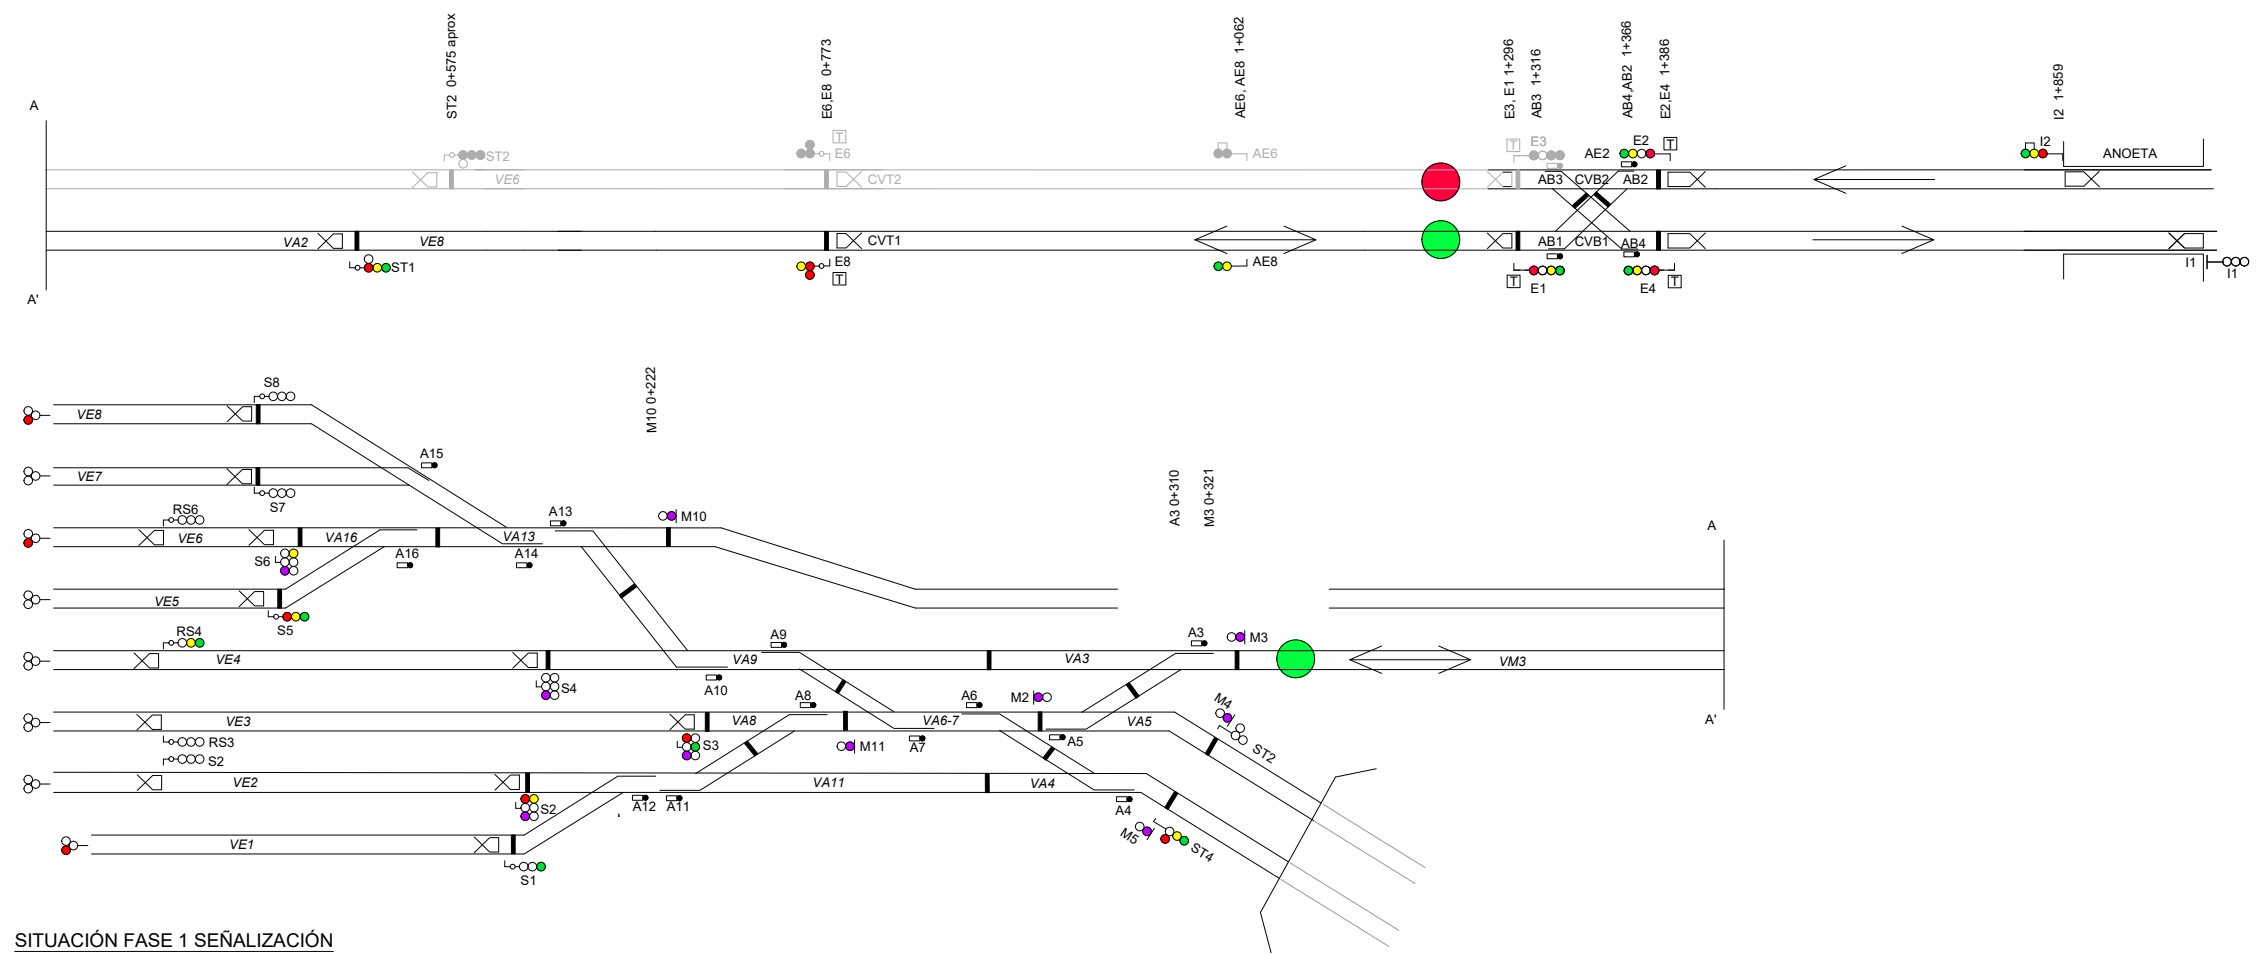 ST2 0+575 aprox
E6,E8 0+773
AE6, AE8 1+062
E3, E1 1+296
AB3 1+316
AB4,AB2 1+366
E2,E4 1+386
I2 1+859
A
ST2
T
E6
AE6
T
E3
AE2
E2
T
I2
ANOETA
VE6
CVT2
AB3
CVB2
AB2
VA2
VE8
CVT1
AB1
CVB1
AB4
ST1
E8
T
AE8
T
E1
E4
T
I1
I1
A'
M10 0+222
S8
VE8
A15
A3 0+310
M3 0+321
VE7
S7
RS6
A13
M10
A
VE6
VA16
VA13
S6
A16
A14
VE5
S5
RS4
A9
A3
M3
VE4
VA9
VA3
VM3
S4
A10
A8
A6
M2
M4
VE3
VA8
VA6-7
VA5
A'
RS3
S3
M11
A7
A5
ST2
S2
VE2
VA11
VA4
S2
A12
A11
A4
M5
ST4
VE1
S1
SITUACIÓN FASE 1 SEÑALIZACIÓN